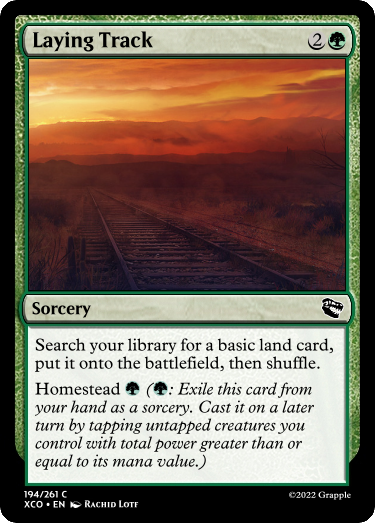 Laying Track 2
Sorcery
Search your library for a basic land card,
put it onto the battlefield, then shuffle.
Homestead (: Exile this card from
your hand as a sorcery. Cast it on a later
turn by tapping untapped creatures you
control with total power greater than or
equal to its mana value.)
194/261 C
XCO • EN Rachid Lotf
©2022 Grapple